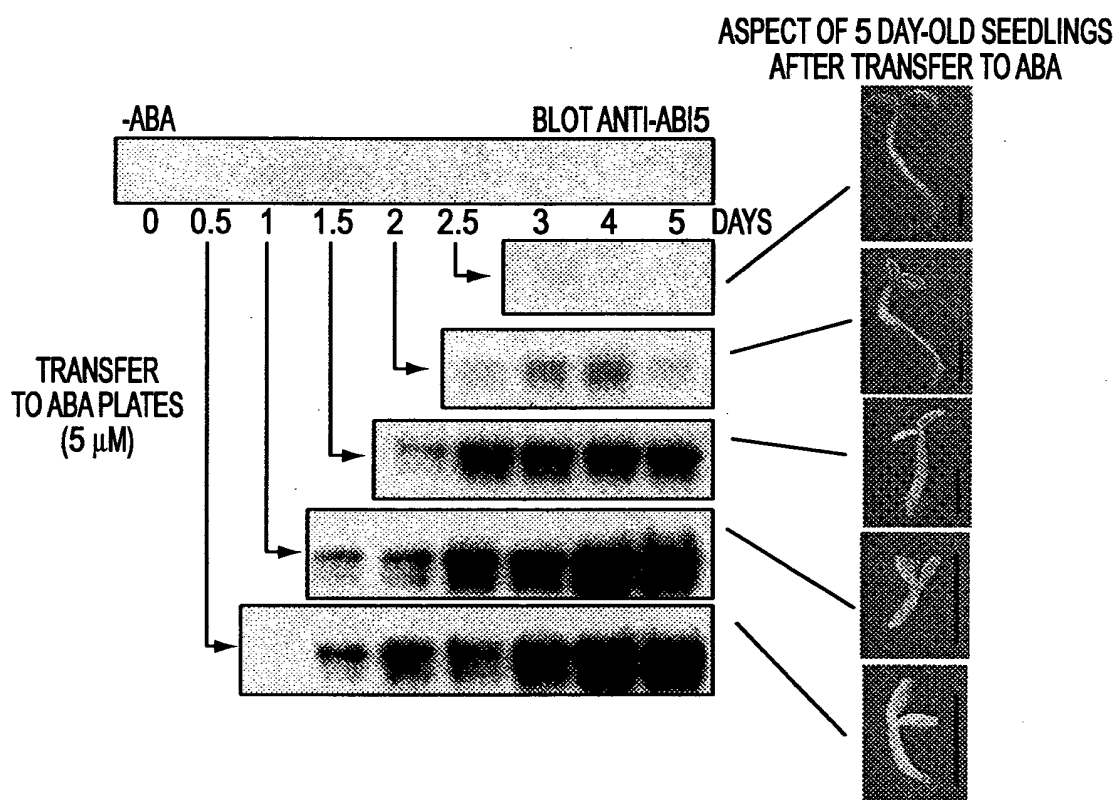 ASPECT OF 5 DAY-OLD SEEDLINGS
AFTER TRANSFER TO ABA
-ABA
BLOT ANTI-ABI5
0 0.5 1 1.5 2 2.5 3 4 5 DAYS
TRANSFER
TO ABA PLATES
(5 µM)